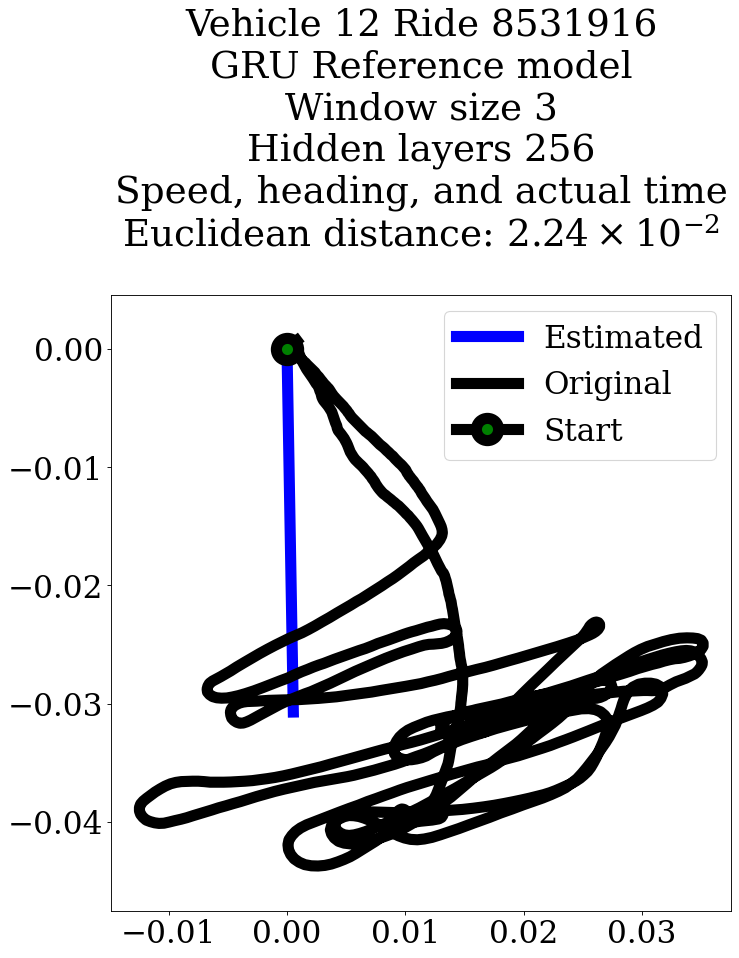 Vehicle 12 Ride 8531916
GRU Reference model
Window size 3
Hidden layers 256
Speed, heading, and actual time
Euclidean distance: 2.24 × 10⁻²
Estimated
Original
Start
0.00
−0.01
−0.02
−0.03
−0.04
−0.01 0.00 0.01 0.02 0.03